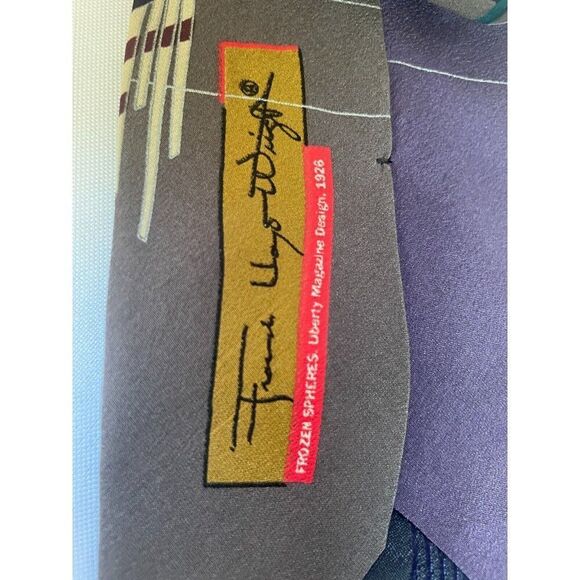 Frank Lloyd Wright ®
FROZEN SPHERES. Liberty Magazine Design, 1926